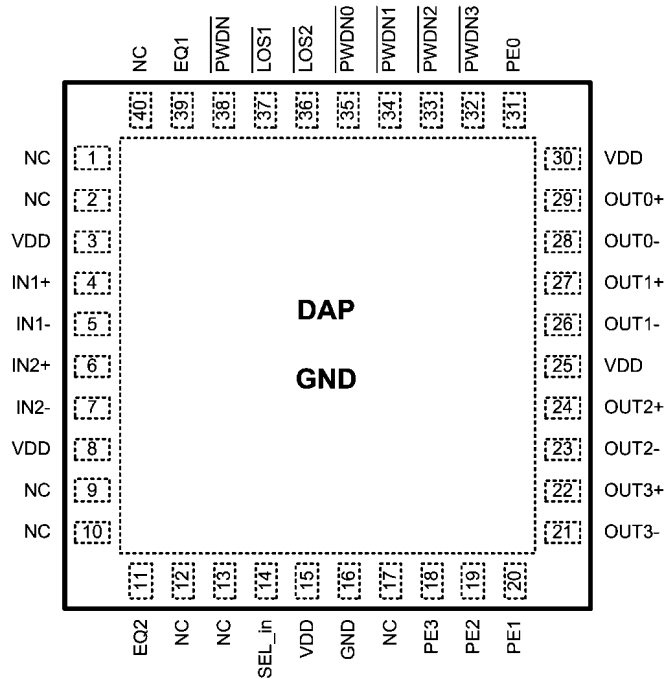 NC
EQ1
PWDN
LOS1
LOS2
PWDN0
PWDN1
PWDN2
PWDN3
PE0
40
39
38
37
36
35
34
33
32
31
NC 1
NC 2
VDD 3
IN1+ 4
IN1- 5
IN2+ 6
IN2- 7
VDD 8
NC 9
NC 10
DAP
GND
30 VDD
29 OUT0+
28 OUT0-
27 OUT1+
26 OUT1-
25 VDD
24 OUT2+
23 OUT2-
22 OUT3+
21 OUT3-
11
12
13
14
15
16
17
18
19
20
EQ2
NC
NC
SEL_in
VDD
GND
NC
PE3
PE2
PE1